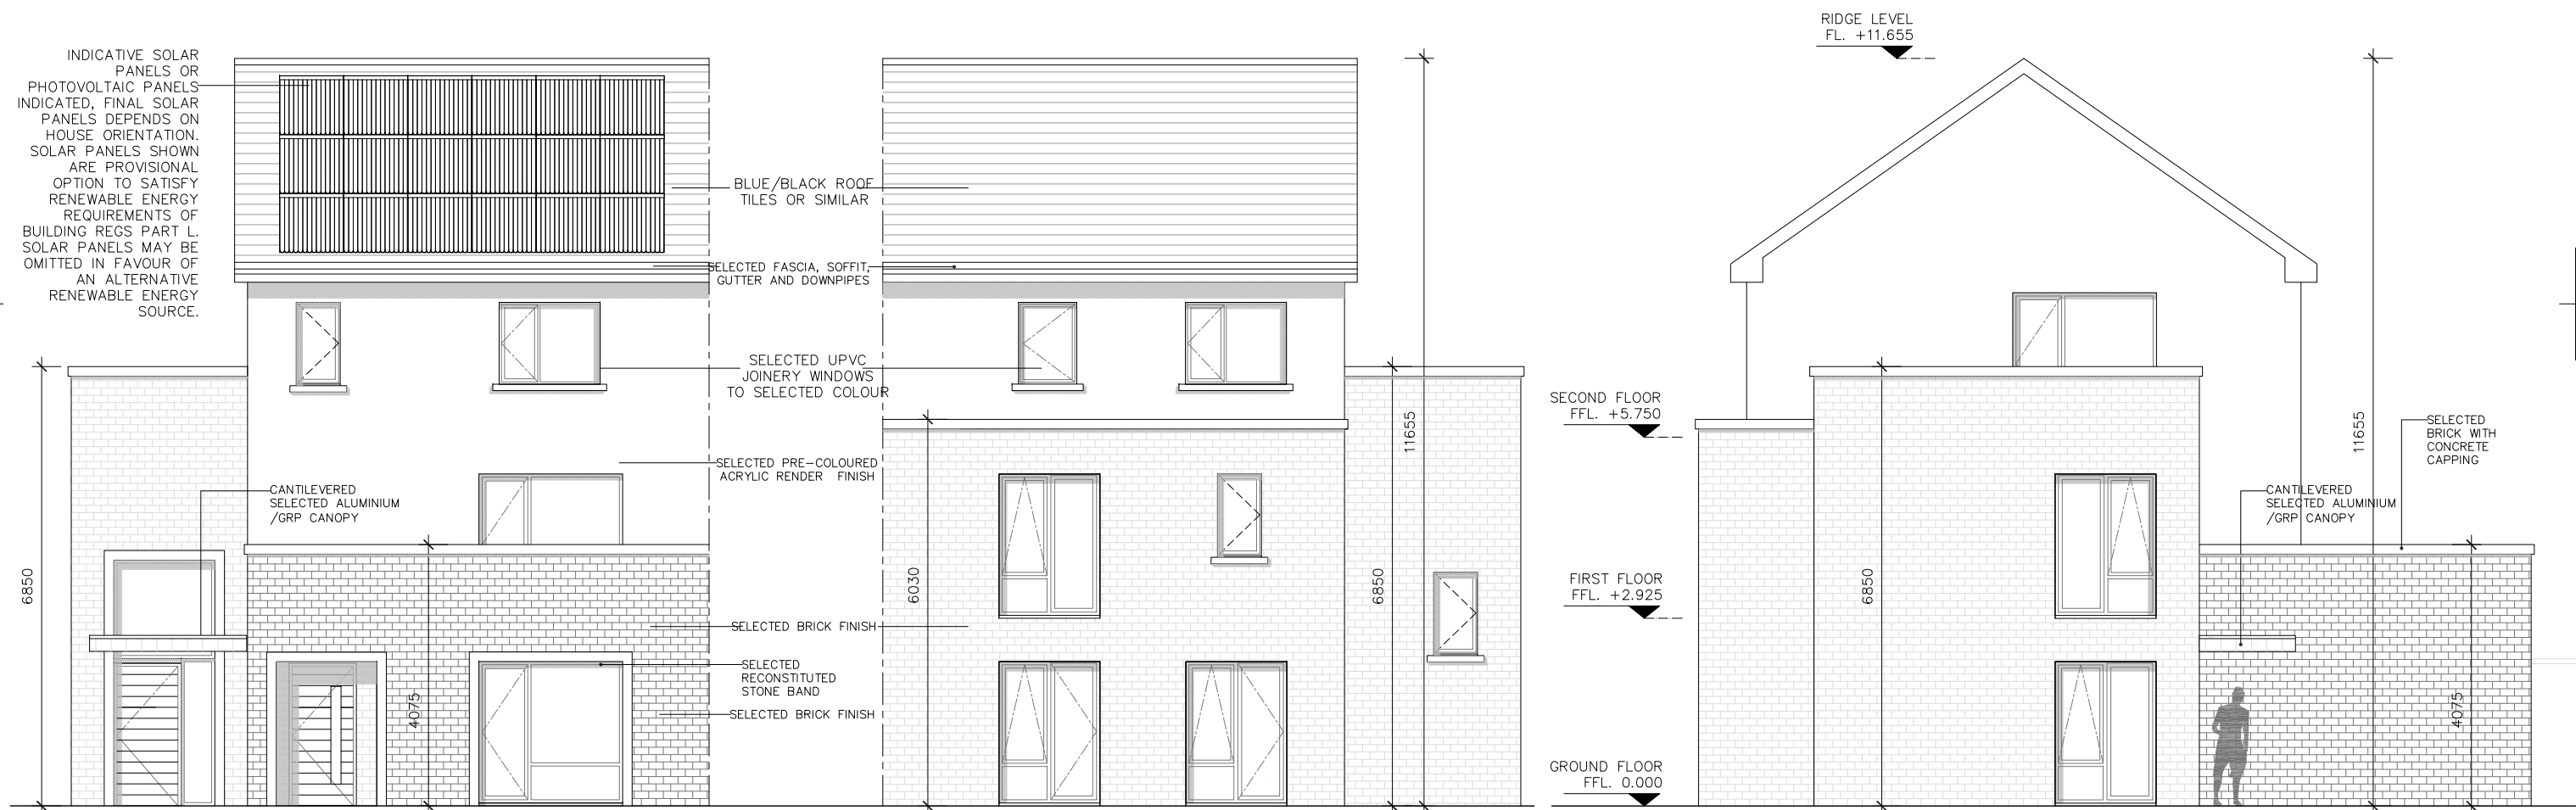 INDICATIVE SOLAR
PANELS OR
PHOTOVOLTAIC PANELS
INDICATED, FINAL SOLAR
PANELS DEPENDS ON
HOUSE ORIENTATION.
SOLAR PANELS SHOWN
ARE PROVISIONAL
OPTION TO SATISFY
RENEWABLE ENERGY
REQUIREMENTS OF
BUILDING REGS PART L.
SOLAR PANELS MAY BE
OMITTED IN FAVOUR OF
AN ALTERNATIVE
RENEWABLE ENERGY
SOURCE.
6850
CANTILEVERED
SELECTED ALUMINIUM
/GRP CANOPY
4075
BLUE/BLACK ROOF
TILES OR SIMILAR
SELECTED FASCIA, SOFFIT,
GUTTER AND DOWNPIPES
SELECTED UPVC
JOINERY WINDOWS
TO SELECTED COLOUR
SELECTED PRE-COLOURED
ACRYLIC RENDER FINISH
SELECTED BRICK FINISH
SELECTED
RECONSTITUTED
STONE BAND
SELECTED BRICK FINISH
6030
6850
11655
RIDGE LEVEL
FL. +11.655
SECOND FLOOR
FFL. +5.750
FIRST FLOOR
FFL. +2.925
GROUND FLOOR
FFL. 0.000
6850
11655
SELECTED
BRICK WITH
CONCRETE
CAPPING
CANTILEVERED
SELECTED ALUMINIUM
/GRP CANOPY
4075